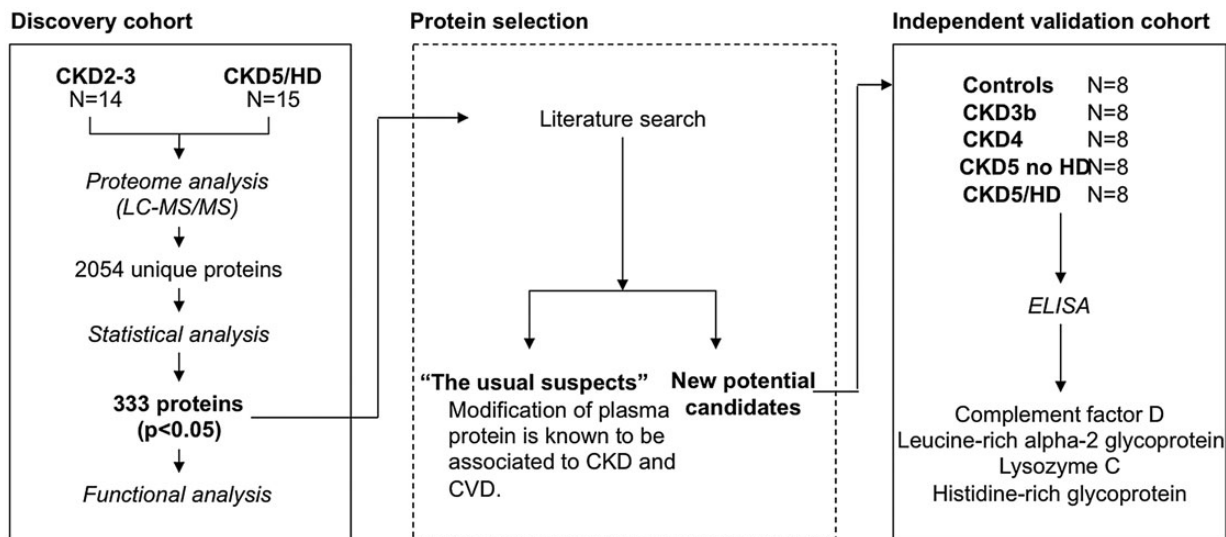 Discovery cohort
CKD2-3 CKD5/HD
N=14 N=15
Proteome analysis
(LC-MS/MS)
2054 unique proteins
Statistical analysis
333 proteins
(p<0.05)
Functional analysis
Protein selection
Literature search
“The usual suspects”
Modification of plasma
protein is known to be
associated to CKD and
CVD.
New potential
candidates
Independent validation cohort
Controls N=8
CKD3b N=8
CKD4 N=8
CKD5 no HD N=8
CKD5/HD N=8
ELISA
Complement factor D
Leucine-rich alpha-2 glycoprotein
Lysozyme C
Histidine-rich glycoprotein